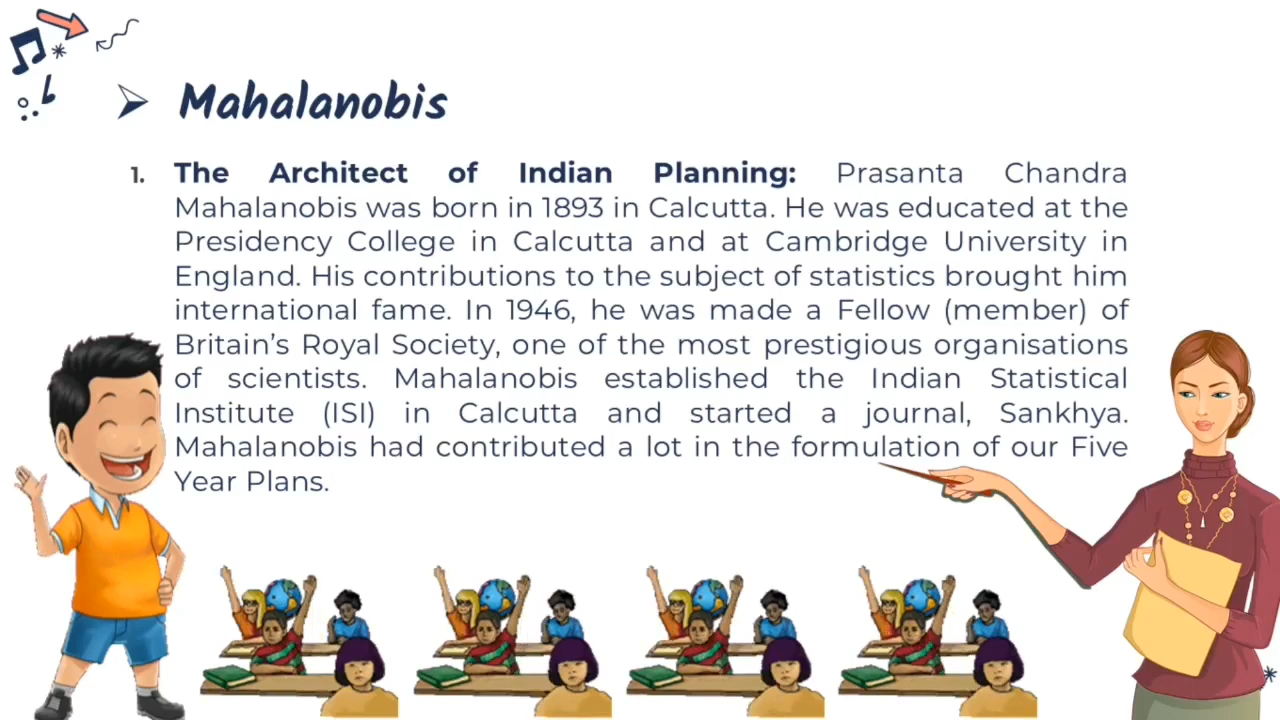 Mahalanobis
1. The Architect of Indian Planning: Prasanta Chandra
Mahalanobis was born in 1893 in Calcutta. He was educated at the
Presidency College in Calcutta and at Cambridge University in
England. His contributions to the subject of statistics brought him
international fame. In 1946, he was made a Fellow (member) of
Britain's Royal Society, one of the most prestigious organisations
of scientists. Mahalanobis established the Indian Statistical
Institute (ISI) in Calcutta and started a journal, Sankhya.
Mahalanobis had contributed a lot in the formulation of our Five
Year Plans.